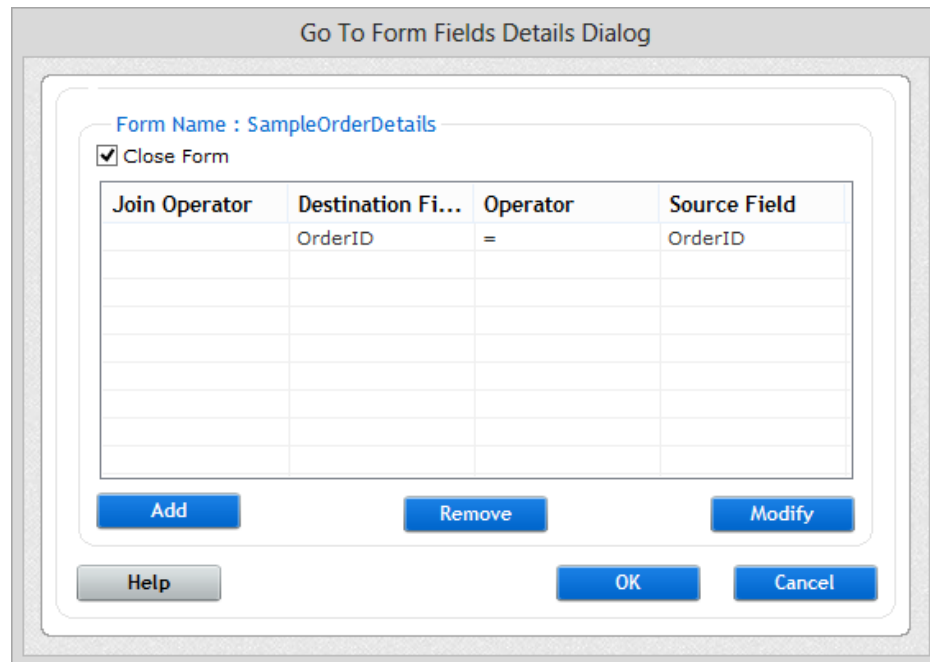 Go To Form Fields Details Dialog
Form Name : SampleOrderDetails
Close Form
Join Operator Destination Fi... Operator Source Field
OrderID = OrderID
Add Remove Modify
Help OK Cancel